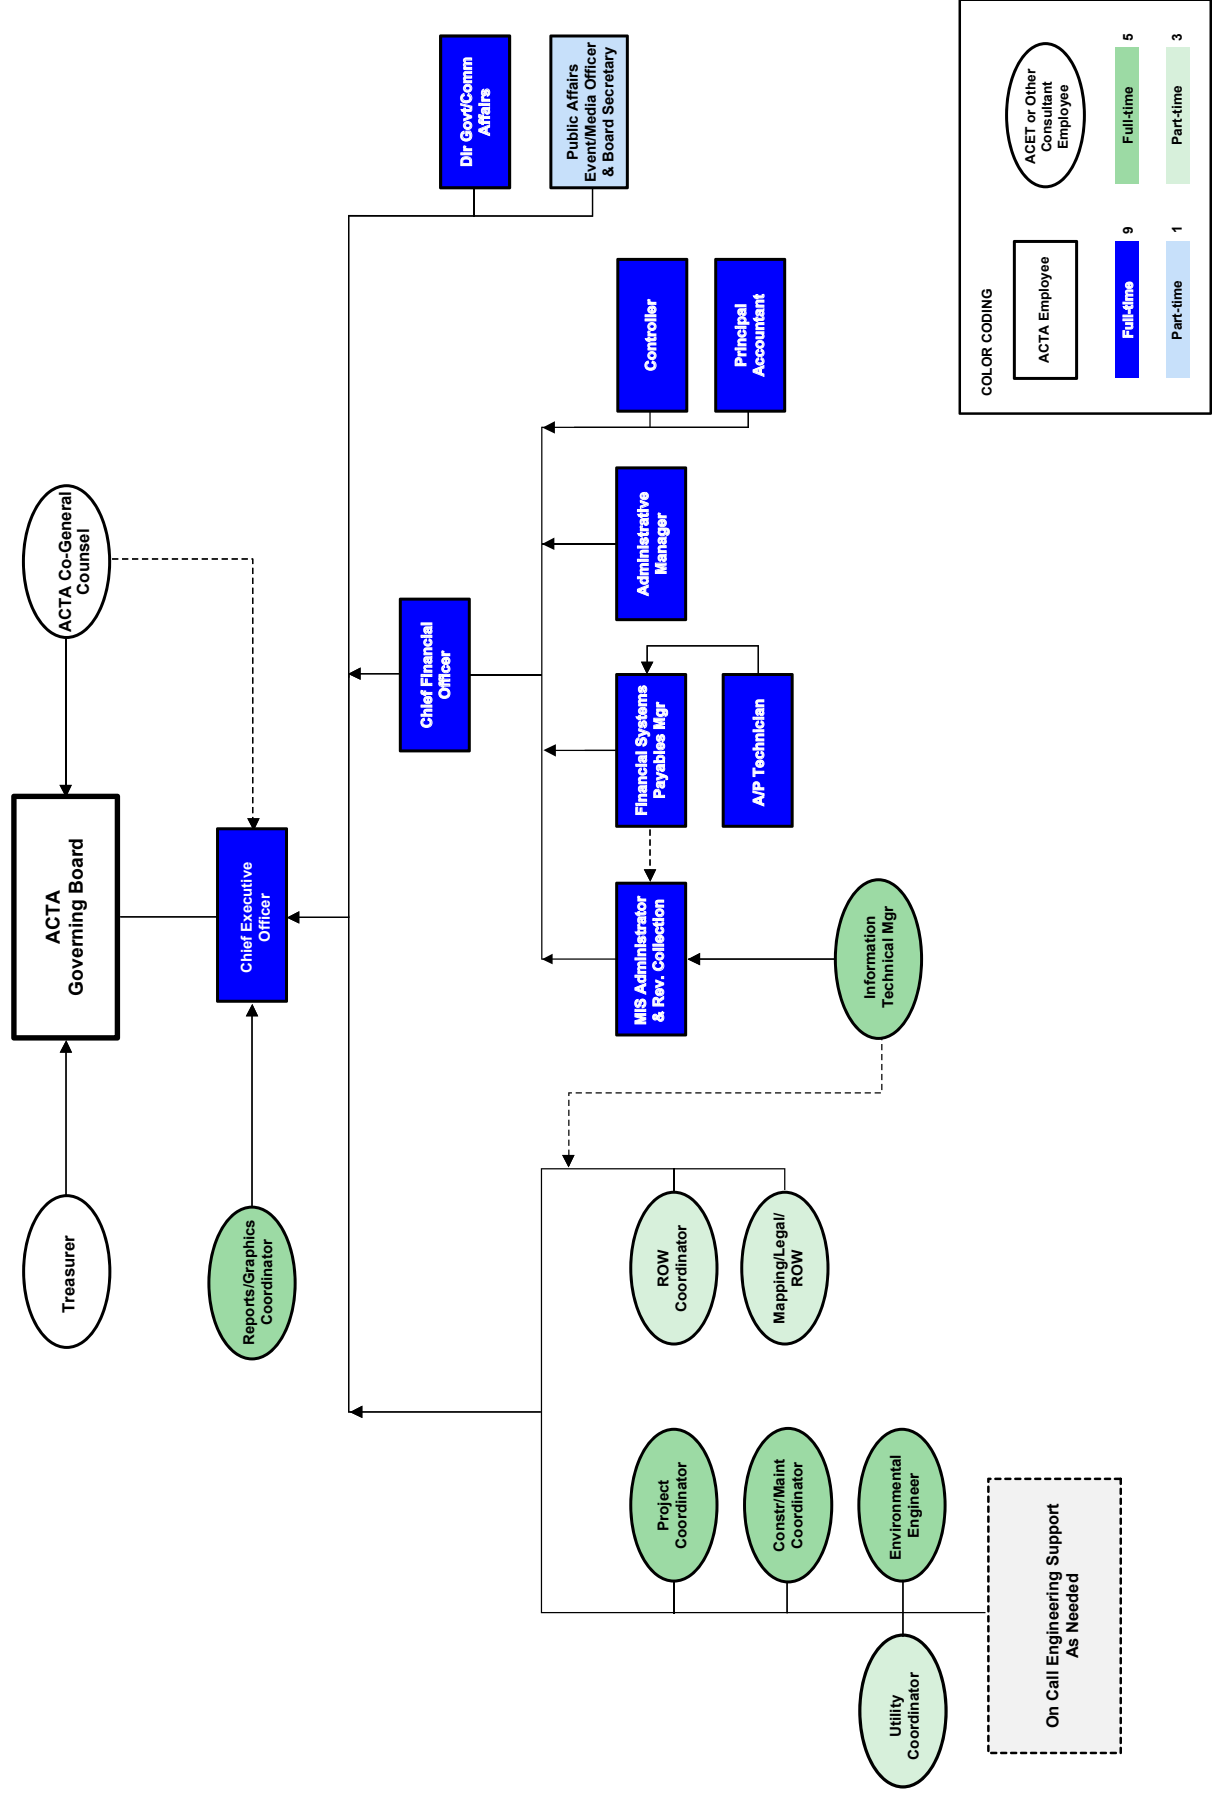 Treasurer
ACTA
Governing Board
ACTA Co-General
Counsel
Reports/Graphics
Coordinator
Chief Executive
Officer
Chief Financial
Officer
Dir Govt/Comm
Affairs
Public Affairs
Event/Media Officer
& Board Secretary
Project
Coordinator
Constr/Maint
Coordinator
Environmental
Engineer
Utility
Coordinator
On Call Engineering Support
As Needed
ROW
Coordinator
Mapping/Legal/
ROW
MIS Administrator
& Rev. Collection
Information
Technical Mgr
Financial Systems
Payables Mgr
A/P Technician
Administrative
Manager
Controller
Principal
Accountant
COLOR CODING
ACTA Employee
ACET or Other
Consultant
Employee
Full-time 9
Full-time 5
Part-time 1
Part-time 3